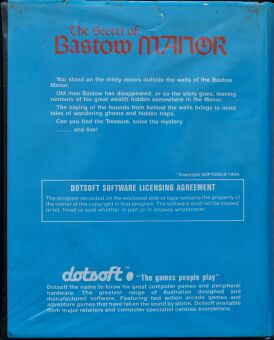 The Secret of
Bastow MANOR
You stand on the misty moors outside the walls of the Bastow
Manor.
Old man Bastow has disappeared, or so the story goes, leaving
rumours of his great wealth hidden somewhere in the Manor.
The baying of the hounds from behind the walls brings to mind
tales of wandering ghosts and hidden traps.
Can you find the Treasure, solve the mystery.
........ and live!
*Copyright SOFTGOLD 1984.
DOTSOFT SOFTWARE LICENSING AGREEMENT
The program recorded on the enclosed disk or tape remains the property of
the owner of the copyright in that program. The software shall not be copied,
re-let, hired or sold whether in part or in anyway whatsoever.
dotsoft "The games people play"
Dotsoft the name to know for great computer games and peripheral
hardware. The greatest range of Australian designed and
manufactured software. Featuring fast action arcade games and
adventure games that have taken the world by storm. Dotsoft available
from major retailers and computer specialist centres everywhere.